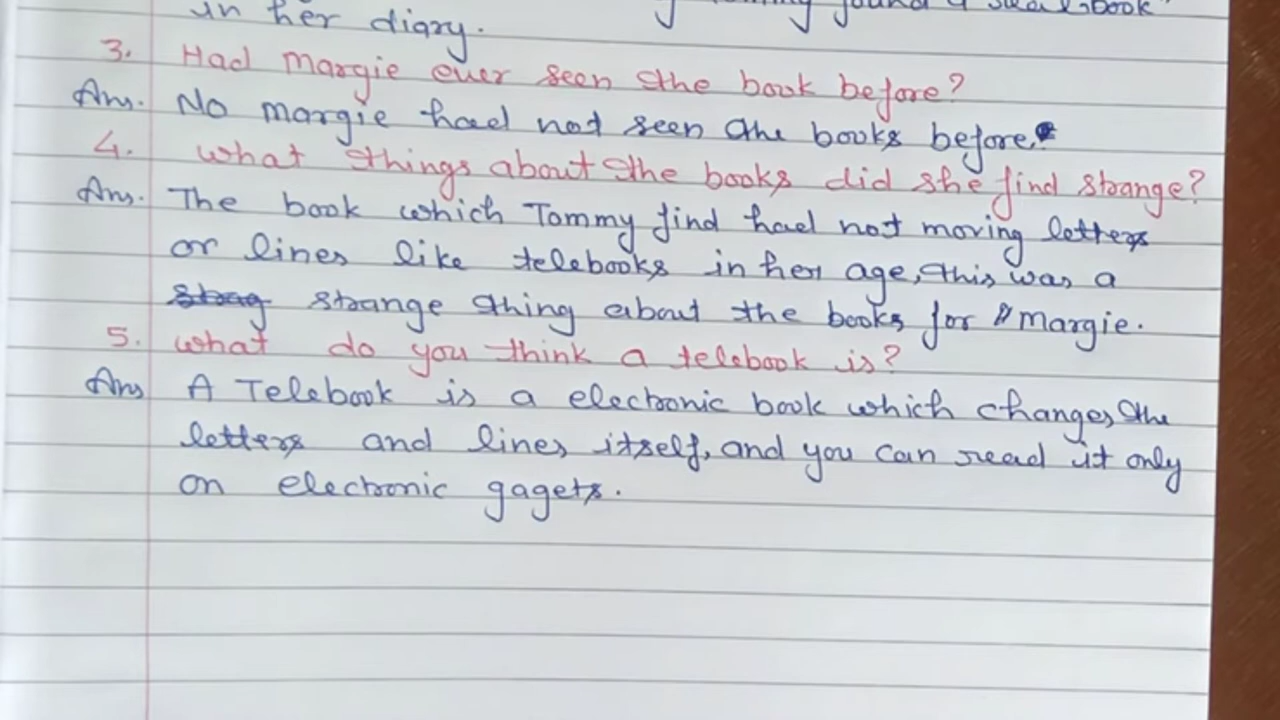 in her diary.
found a real book"
3. Had Margie ever seen the book before?
Ans. No margie had not seen the books before.
4. What things about the books did she find strange?
Ans. The book which Tommy find had not moving letters
or lines like telebooks in her age, this was a
strange thing about the books for Margie.
5. What do you think a telebook is?
Ans A Telebook is a electronic book which changes the
letters and lines itself, and you can read it only
on electronic gagets.